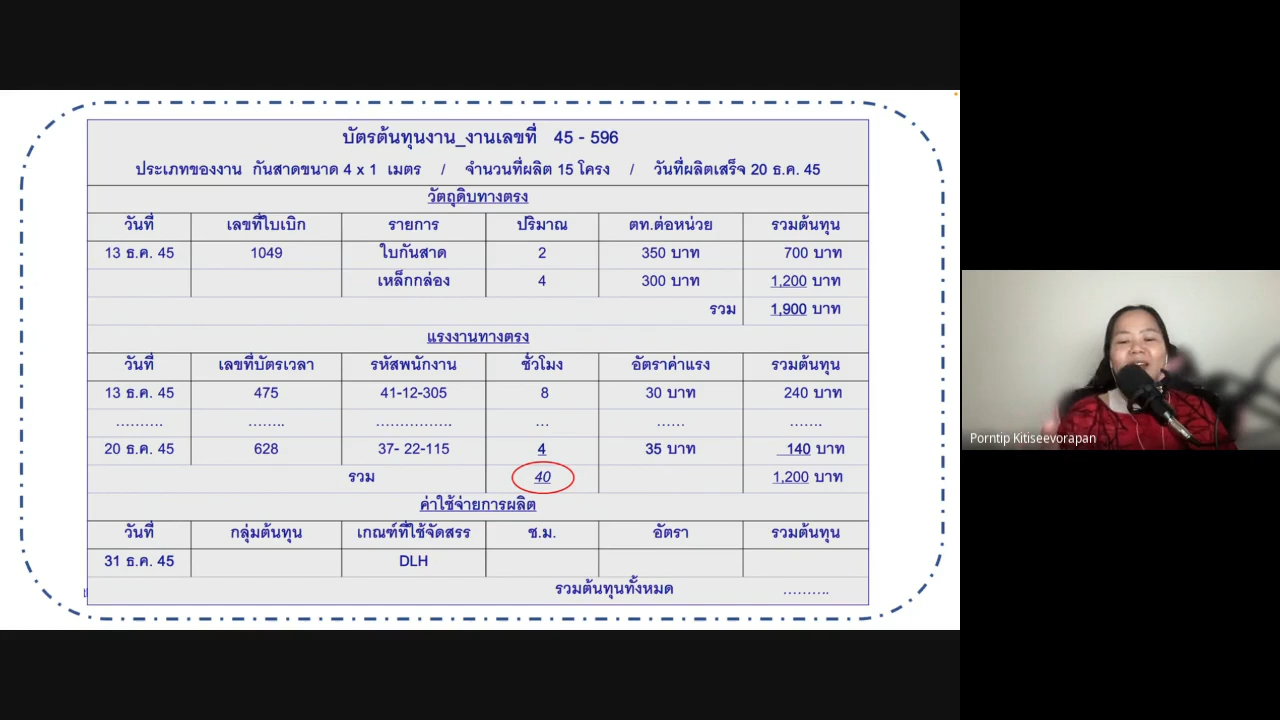 บัตรต้นทุนงาน_งานเลขที่ 45 - 596
ประเภทของงาน กันสาดขนาด 4 x 1 เมตร / จำนวนที่ผลิต 15 โครง / วันที่ผลิตเสร็จ 20 ธ.ค. 45
วัตถุดิบทางตรง
วันที่ เลขที่ใบเบิก รายการ ปริมาณ ตท.ต่อหน่วย รวมต้นทุน
13 ธ.ค. 45 1049 ใบกันสาด 2 350 บาท 700 บาท
เหล็กกล่อง 4 300 บาท 1,200 บาท
รวม 1,900 บาท
แรงงานทางตรง
วันที่ เลขที่บัตรเวลา รหัสพนักงาน ชั่วโมง อัตราค่าแรง รวมต้นทุน
13 ธ.ค. 45 475 41-12-305 8 30 บาท 240 บาท
.......... ........ ................ ... ...... .......
20 ธ.ค. 45 628 37- 22-115 4 35 บาท 140 บาท
รวม 40 1,200 บาท
ค่าใช้จ่ายการผลิต
วันที่ กลุ่มต้นทุน เกณฑ์ที่ใช้จัดสรร ช.ม. อัตรา รวมต้นทุน
31 ธ.ค. 45 DLH
รวมต้นทุนทั้งหมด ..........
Porntip Kitiseevorapan